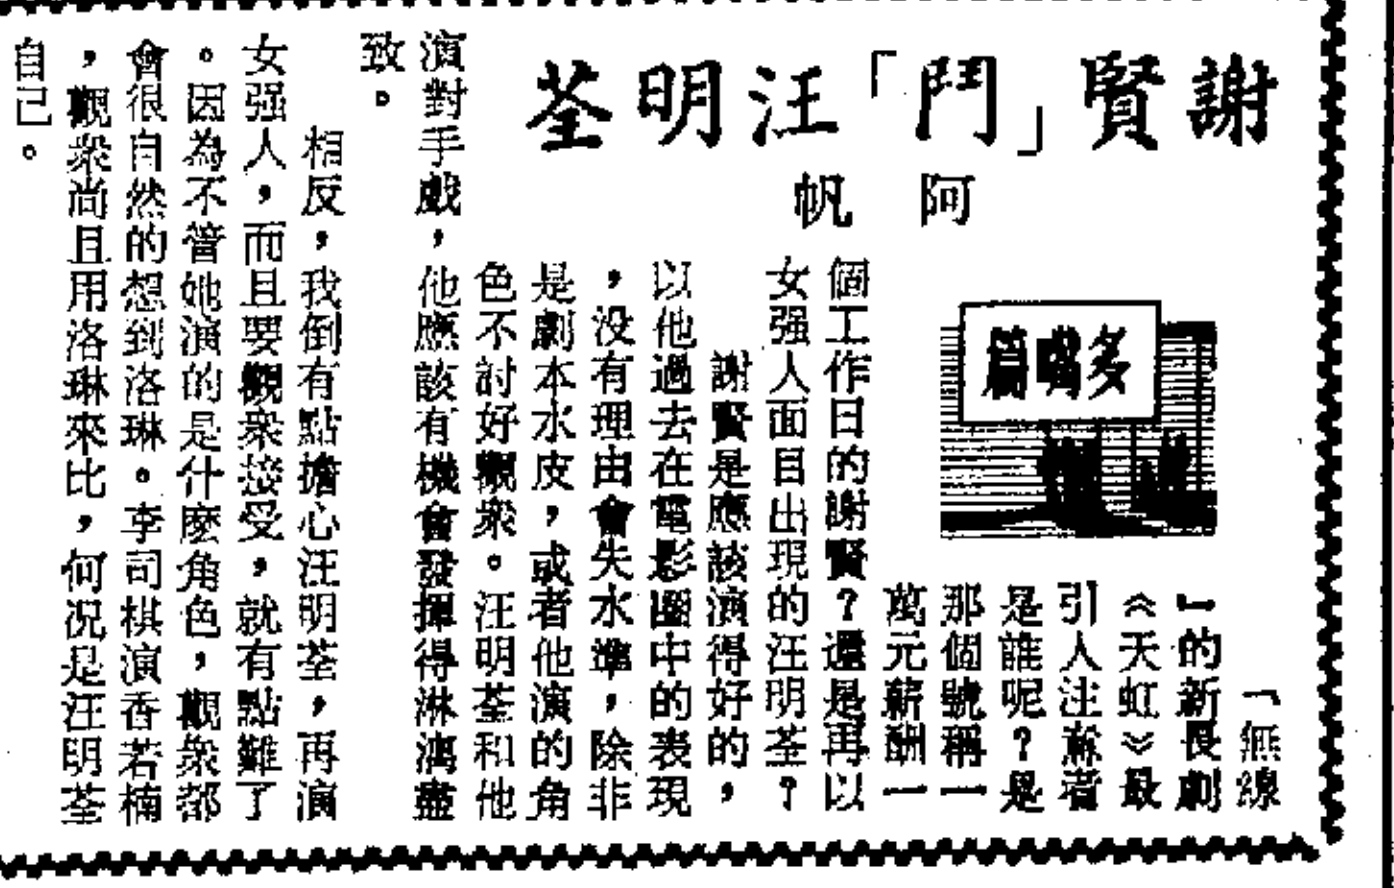 謝賢「鬥」汪明荃
阿帆
多嘴篇
「無線
」的新長劇
《天虹》最
引人注意者
是誰呢？是
那個號稱一
萬元薪酬一
個工作日的謝賢？還是再以
女强人面目出現的汪明荃？
謝賢是應該演得好的，
以他過去在電影圈中的表現
，没有理由會失水準，除非
是劇本水皮，或者他演的角
色不討好觀衆。汪明荃和他
演對手戲，他應該有機會發揮得淋漓盡
致。
相反，我倒有點擔心汪明荃，再演
女强人，而且要觀衆接受，就有點難了
。因為不管她演的是什麽角色，觀衆都
會很自然的想到洛琳。李司棋演香若楠
，觀衆尚且用洛琳來比，何况是汪明荃
自己。